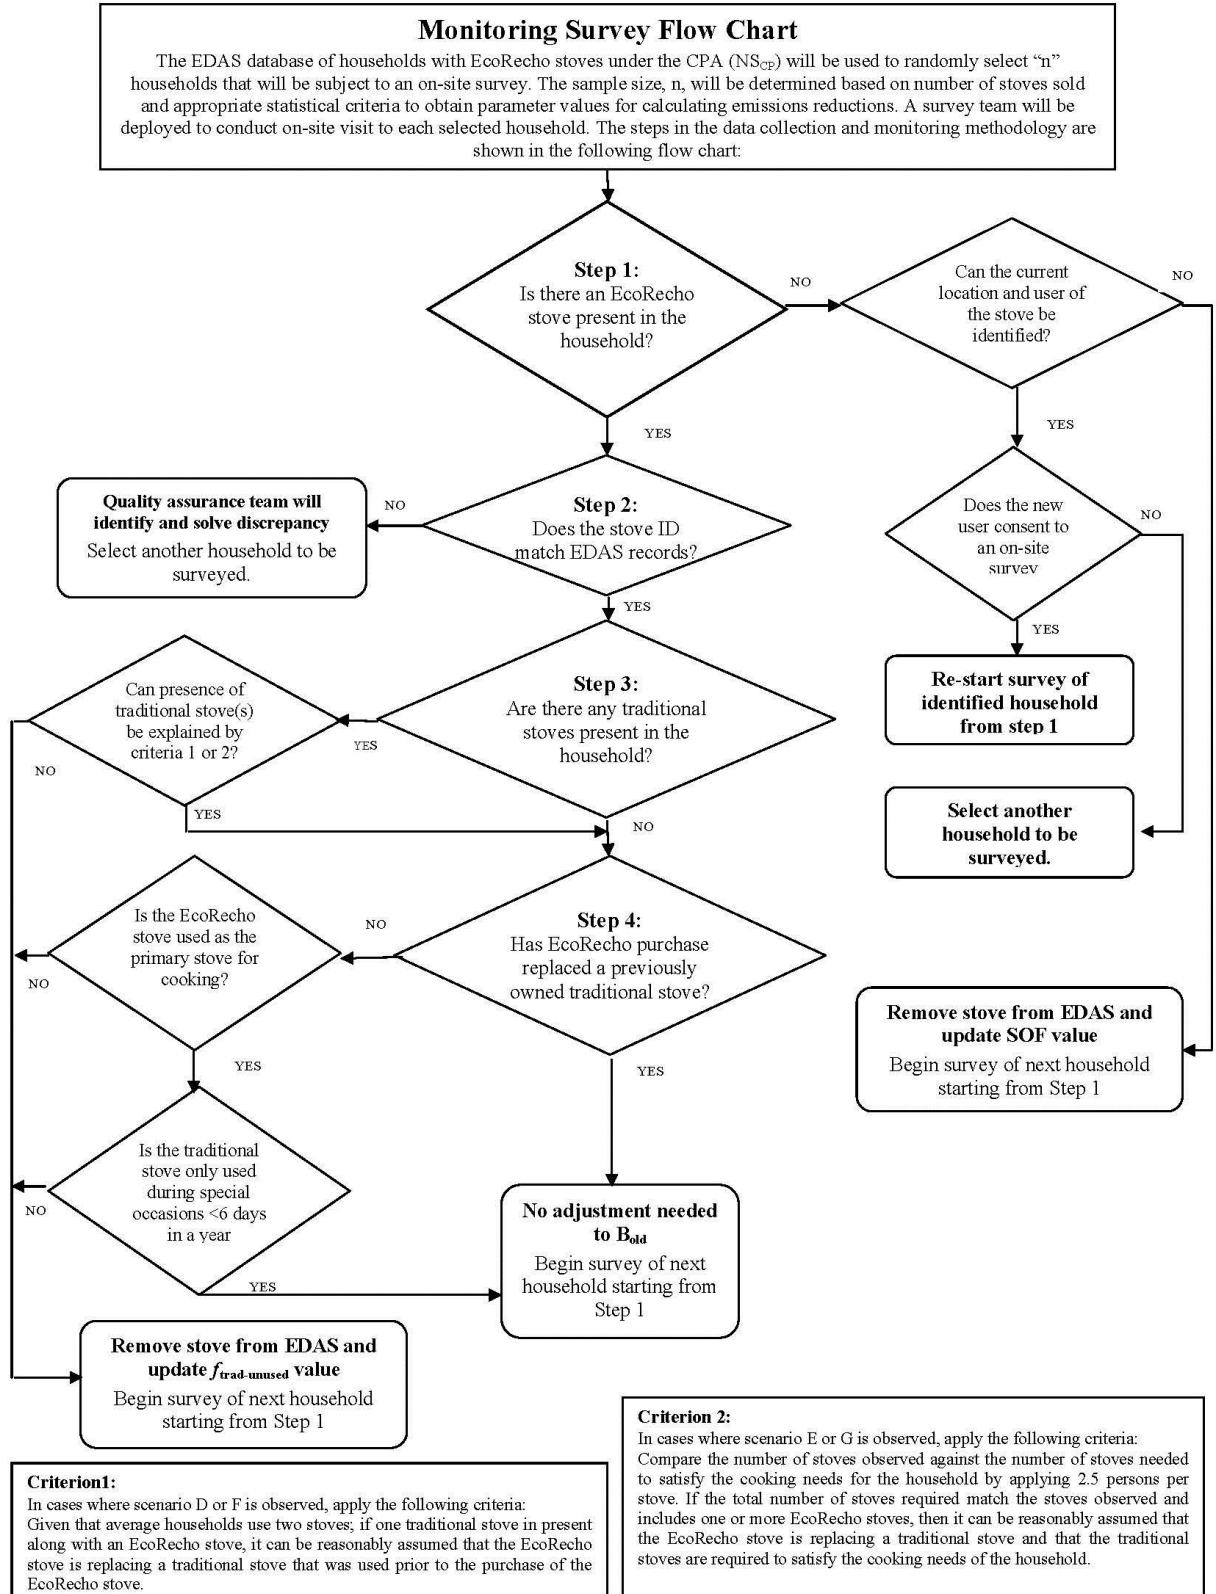 Monitoring Survey Flow Chart
The EDAS database of households with EcoRecho stoves under the CPA (NSCP) will be used to randomly select “n”
households that will be subject to an on-site survey. The sample size, n, will be determined based on number of stoves sold
and appropriate statistical criteria to obtain parameter values for calculating emissions reductions. A survey team will be
deployed to conduct on-site visit to each selected household. The steps in the data collection and monitoring methodology are
shown in the following flow chart:
Step 1:
Is there an EcoRecho
stove present in the
household?
NO
Can the current
location and user of
the stove be
identified?
NO
YES
YES
Quality assurance team will
identify and solve discrepancy
Select another household to be
surveyed.
NO
Step 2:
Does the stove ID
match EDAS records?
Does the new
user consent to
an on-site
survey
NO
YES
YES
Re-start survey of
identified household
from step 1
Can presence of
traditional stove(s)
be explained by
criteria 1 or 2?
YES
Step 3:
Are there any traditional
stoves present in the
household?
NO
YES
NO
Select another
household to be
surveyed.
Is the EcoRecho
stove used as the
primary stove for
cooking?
NO
NO
Step 4:
Has EcoRecho purchase
replaced a previously
owned traditional stove?
Remove stove from EDAS and
update SOF value
Begin survey of next household
starting from Step 1
YES
YES
Is the traditional
stove only used
during special
occasions <6 days
in a year
NO
YES
No adjustment needed
to Bold
Begin survey of next
household starting from
Step 1
Remove stove from EDAS and
update ftrad-unused value
Begin survey of next household
starting from Step 1
Criterion1:
In cases where scenario D or F is observed, apply the following criteria:
Given that average households use two stoves; if one traditional stove in present
along with an EcoRecho stove, it can be reasonably assumed that the EcoRecho
stove is replacing a traditional stove that was used prior to the purchase of the
EcoRecho stove.
Criterion 2:
In cases where scenario E or G is observed, apply the following criteria:
Compare the number of stoves observed against the number of stoves needed
to satisfy the cooking needs for the household by applying 2.5 persons per
stove. If the total number of stoves required match the stoves observed and
includes one or more EcoRecho stoves, then it can be reasonably assumed that
the EcoRecho stove is replacing a traditional stove and that the traditional
stoves are required to satisfy the cooking needs of the household.